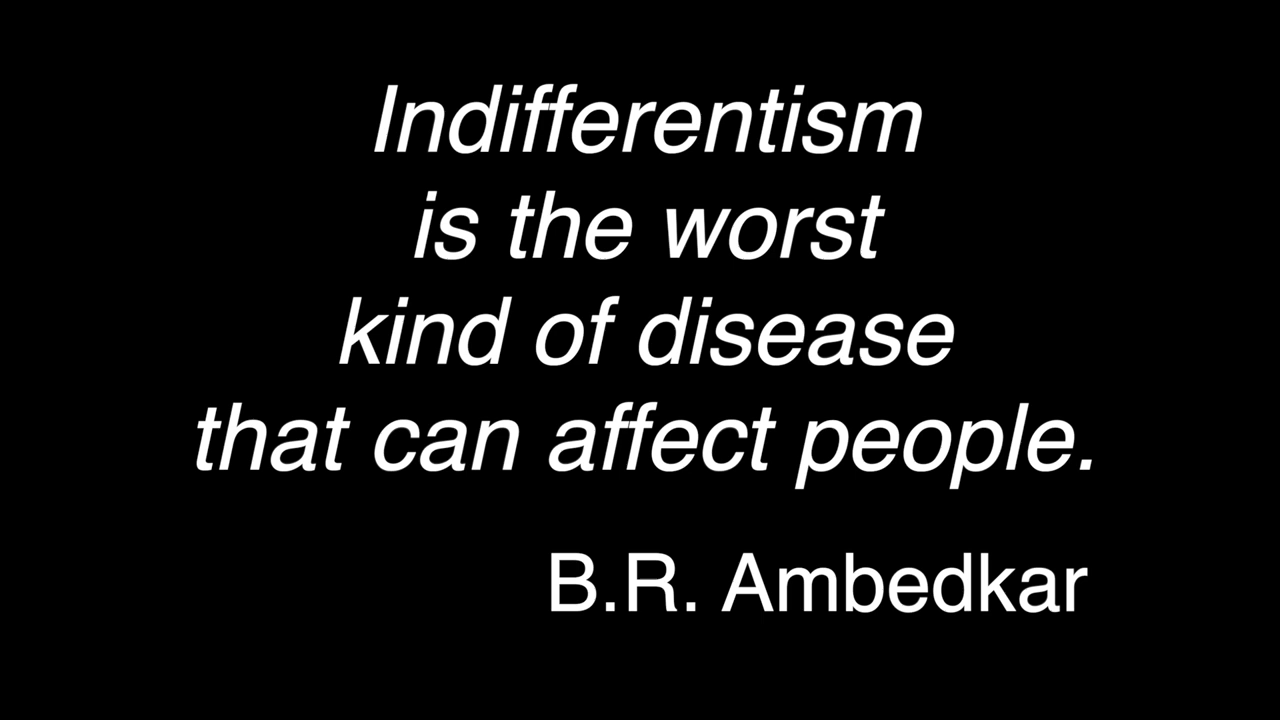 Indifferentism
is the worst
kind of disease
that can affect people.
B.R. Ambedkar